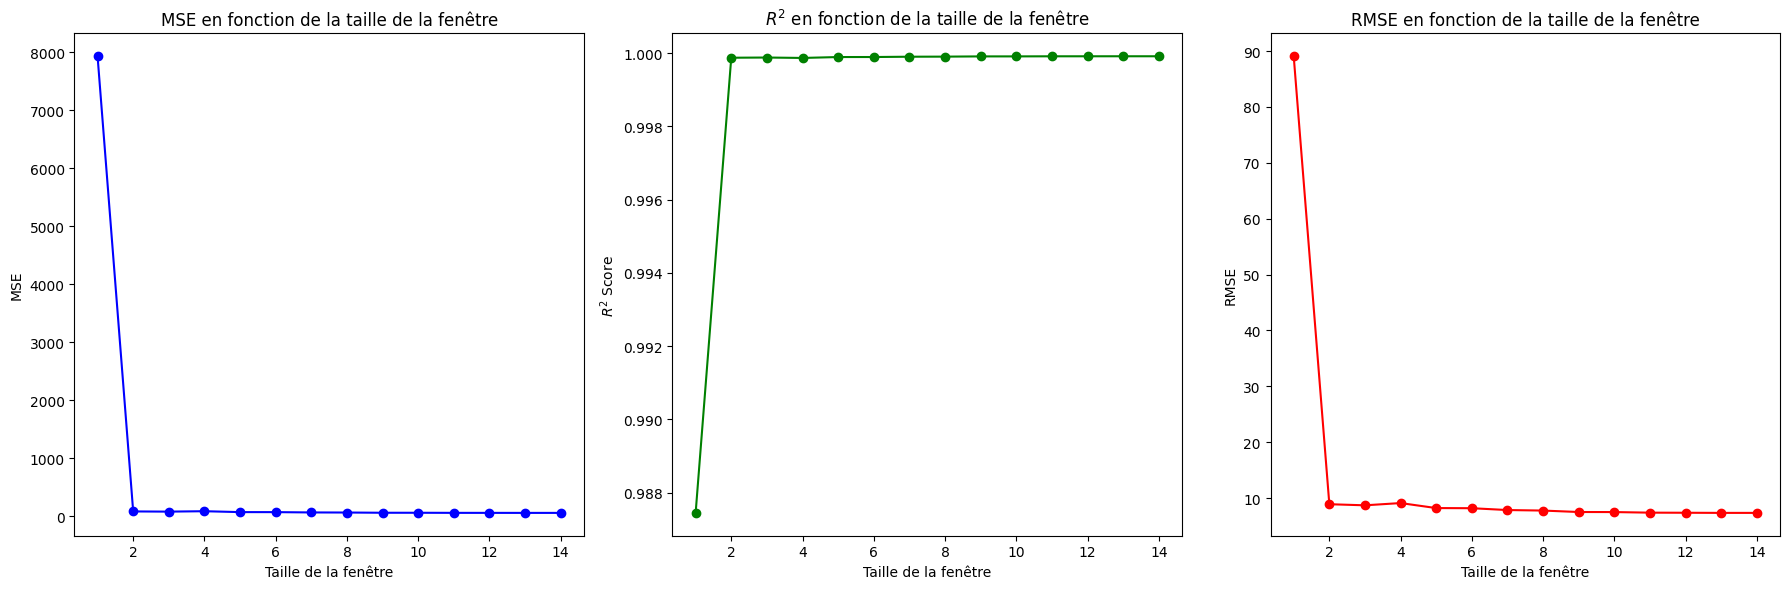 MSE en fonction de la taille de la fenêtre
8000
7000
6000
5000
4000
3000
2000
1000
0
MSE
2 4 6 8 10 12 14
Taille de la fenêtre
R² en fonction de la taille de la fenêtre
1.000
0.998
0.996
0.994
0.992
0.990
0.988
R² Score
2 4 6 8 10 12 14
Taille de la fenêtre
RMSE en fonction de la taille de la fenêtre
90
80
70
60
50
40
30
20
10
RMSE
2 4 6 8 10 12 14
Taille de la fenêtre